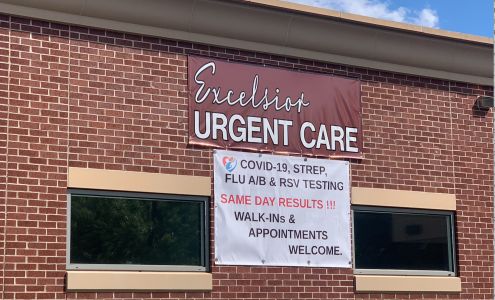 Excelsior
URGENT CARE
COVID-19, STREP,
FLU A/B & RSV TESTING
SAME DAY RESULTS !!!
WALK-INs &
APPOINTMENTS
WELCOME.